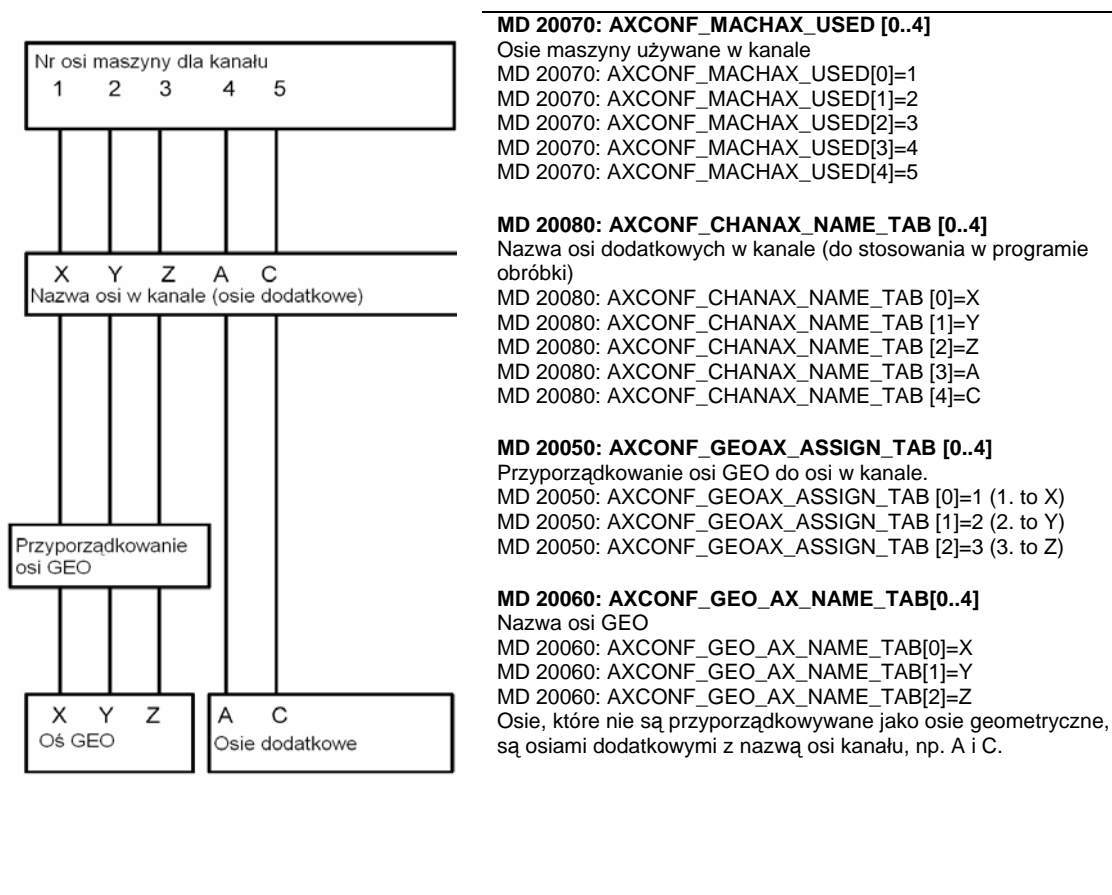 Nr osi maszyny dla kanału
1 2 3 4 5
X Y Z A C
Nazwa osi w kanale (osie dodatkowe)
Przyporządkowanie
osi GEO
X Y Z
Oś GEO
A C
Osie dodatkowe
MD 20070: AXCONF_MACHAX_USED [0..4]
Osie maszyny używane w kanale
MD 20070: AXCONF_MACHAX_USED[0]=1
MD 20070: AXCONF_MACHAX_USED[1]=2
MD 20070: AXCONF_MACHAX_USED[2]=3
MD 20070: AXCONF_MACHAX_USED[3]=4
MD 20070: AXCONF_MACHAX_USED[4]=5
MD 20080: AXCONF_CHANAX_NAME_TAB [0..4]
Nazwa osi dodatkowych w kanale (do stosowania w programie
obróbki)
MD 20080: AXCONF_CHANAX_NAME_TAB [0]=X
MD 20080: AXCONF_CHANAX_NAME_TAB [1]=Y
MD 20080: AXCONF_CHANAX_NAME_TAB [2]=Z
MD 20080: AXCONF_CHANAX_NAME_TAB [3]=A
MD 20080: AXCONF_CHANAX_NAME_TAB [4]=C
MD 20050: AXCONF_GEOAX_ASSIGN_TAB [0..4]
Przyporządkowanie osi GEO do osi w kanale.
MD 20050: AXCONF_GEOAX_ASSIGN_TAB [0]=1 (1. to X)
MD 20050: AXCONF_GEOAX_ASSIGN_TAB [1]=2 (2. to Y)
MD 20050: AXCONF_GEOAX_ASSIGN_TAB [2]=3 (3. to Z)
MD 20060: AXCONF_GEO_AX_NAME_TAB[0..4]
Nazwa osi GEO
MD 20060: AXCONF_GEO_AX_NAME_TAB[0]=X
MD 20060: AXCONF_GEO_AX_NAME_TAB[1]=Y
MD 20060: AXCONF_GEO_AX_NAME_TAB[2]=Z
Osie, które nie są przyporządkowywane jako osie geometryczne,
są osiami dodatkowymi z nazwą osi kanału, np. A i C.